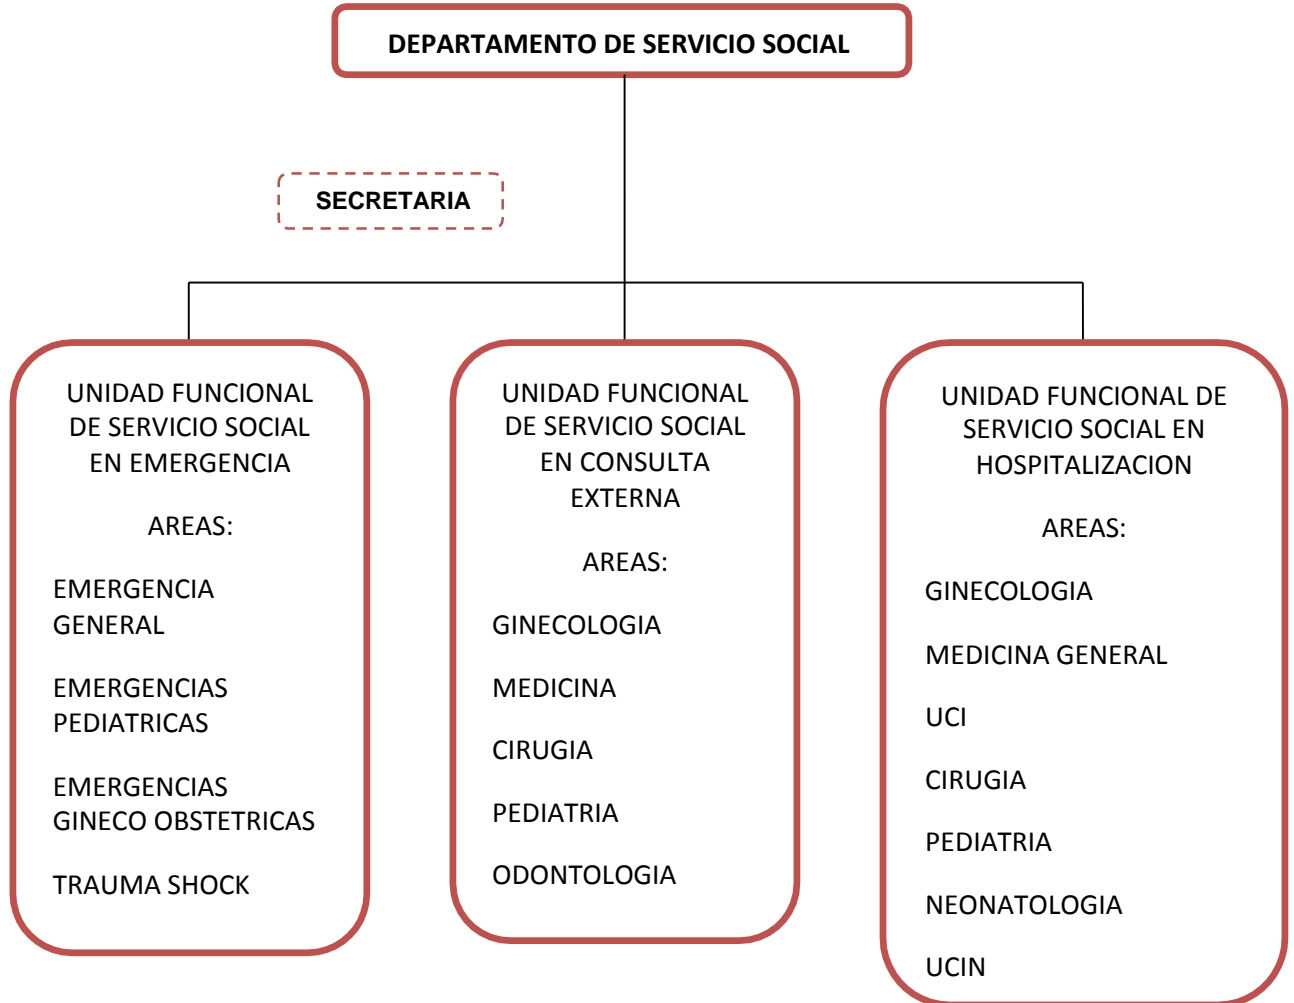 DEPARTAMENTO DE SERVICIO SOCIAL
SECRETARIA
UNIDAD FUNCIONAL
DE SERVICIO SOCIAL
EN EMERGENCIA
AREAS:
EMERGENCIA
GENERAL
EMERGENCIAS
PEDIATRICAS
EMERGENCIAS
GINECO OBSTETRICAS
TRAUMA SHOCK
UNIDAD FUNCIONAL
DE SERVICIO SOCIAL
EN CONSULTA
EXTERNA
AREAS:
GINECOLOGIA
MEDICINA
CIRUGIA
PEDIATRIA
ODONTOLOGIA
UNIDAD FUNCIONAL DE
SERVICIO SOCIAL EN
HOSPITALIZACION
AREAS:
GINECOLOGIA
MEDICINA GENERAL
UCI
CIRUGIA
PEDIATRIA
NEONATOLOGIA
UCIN